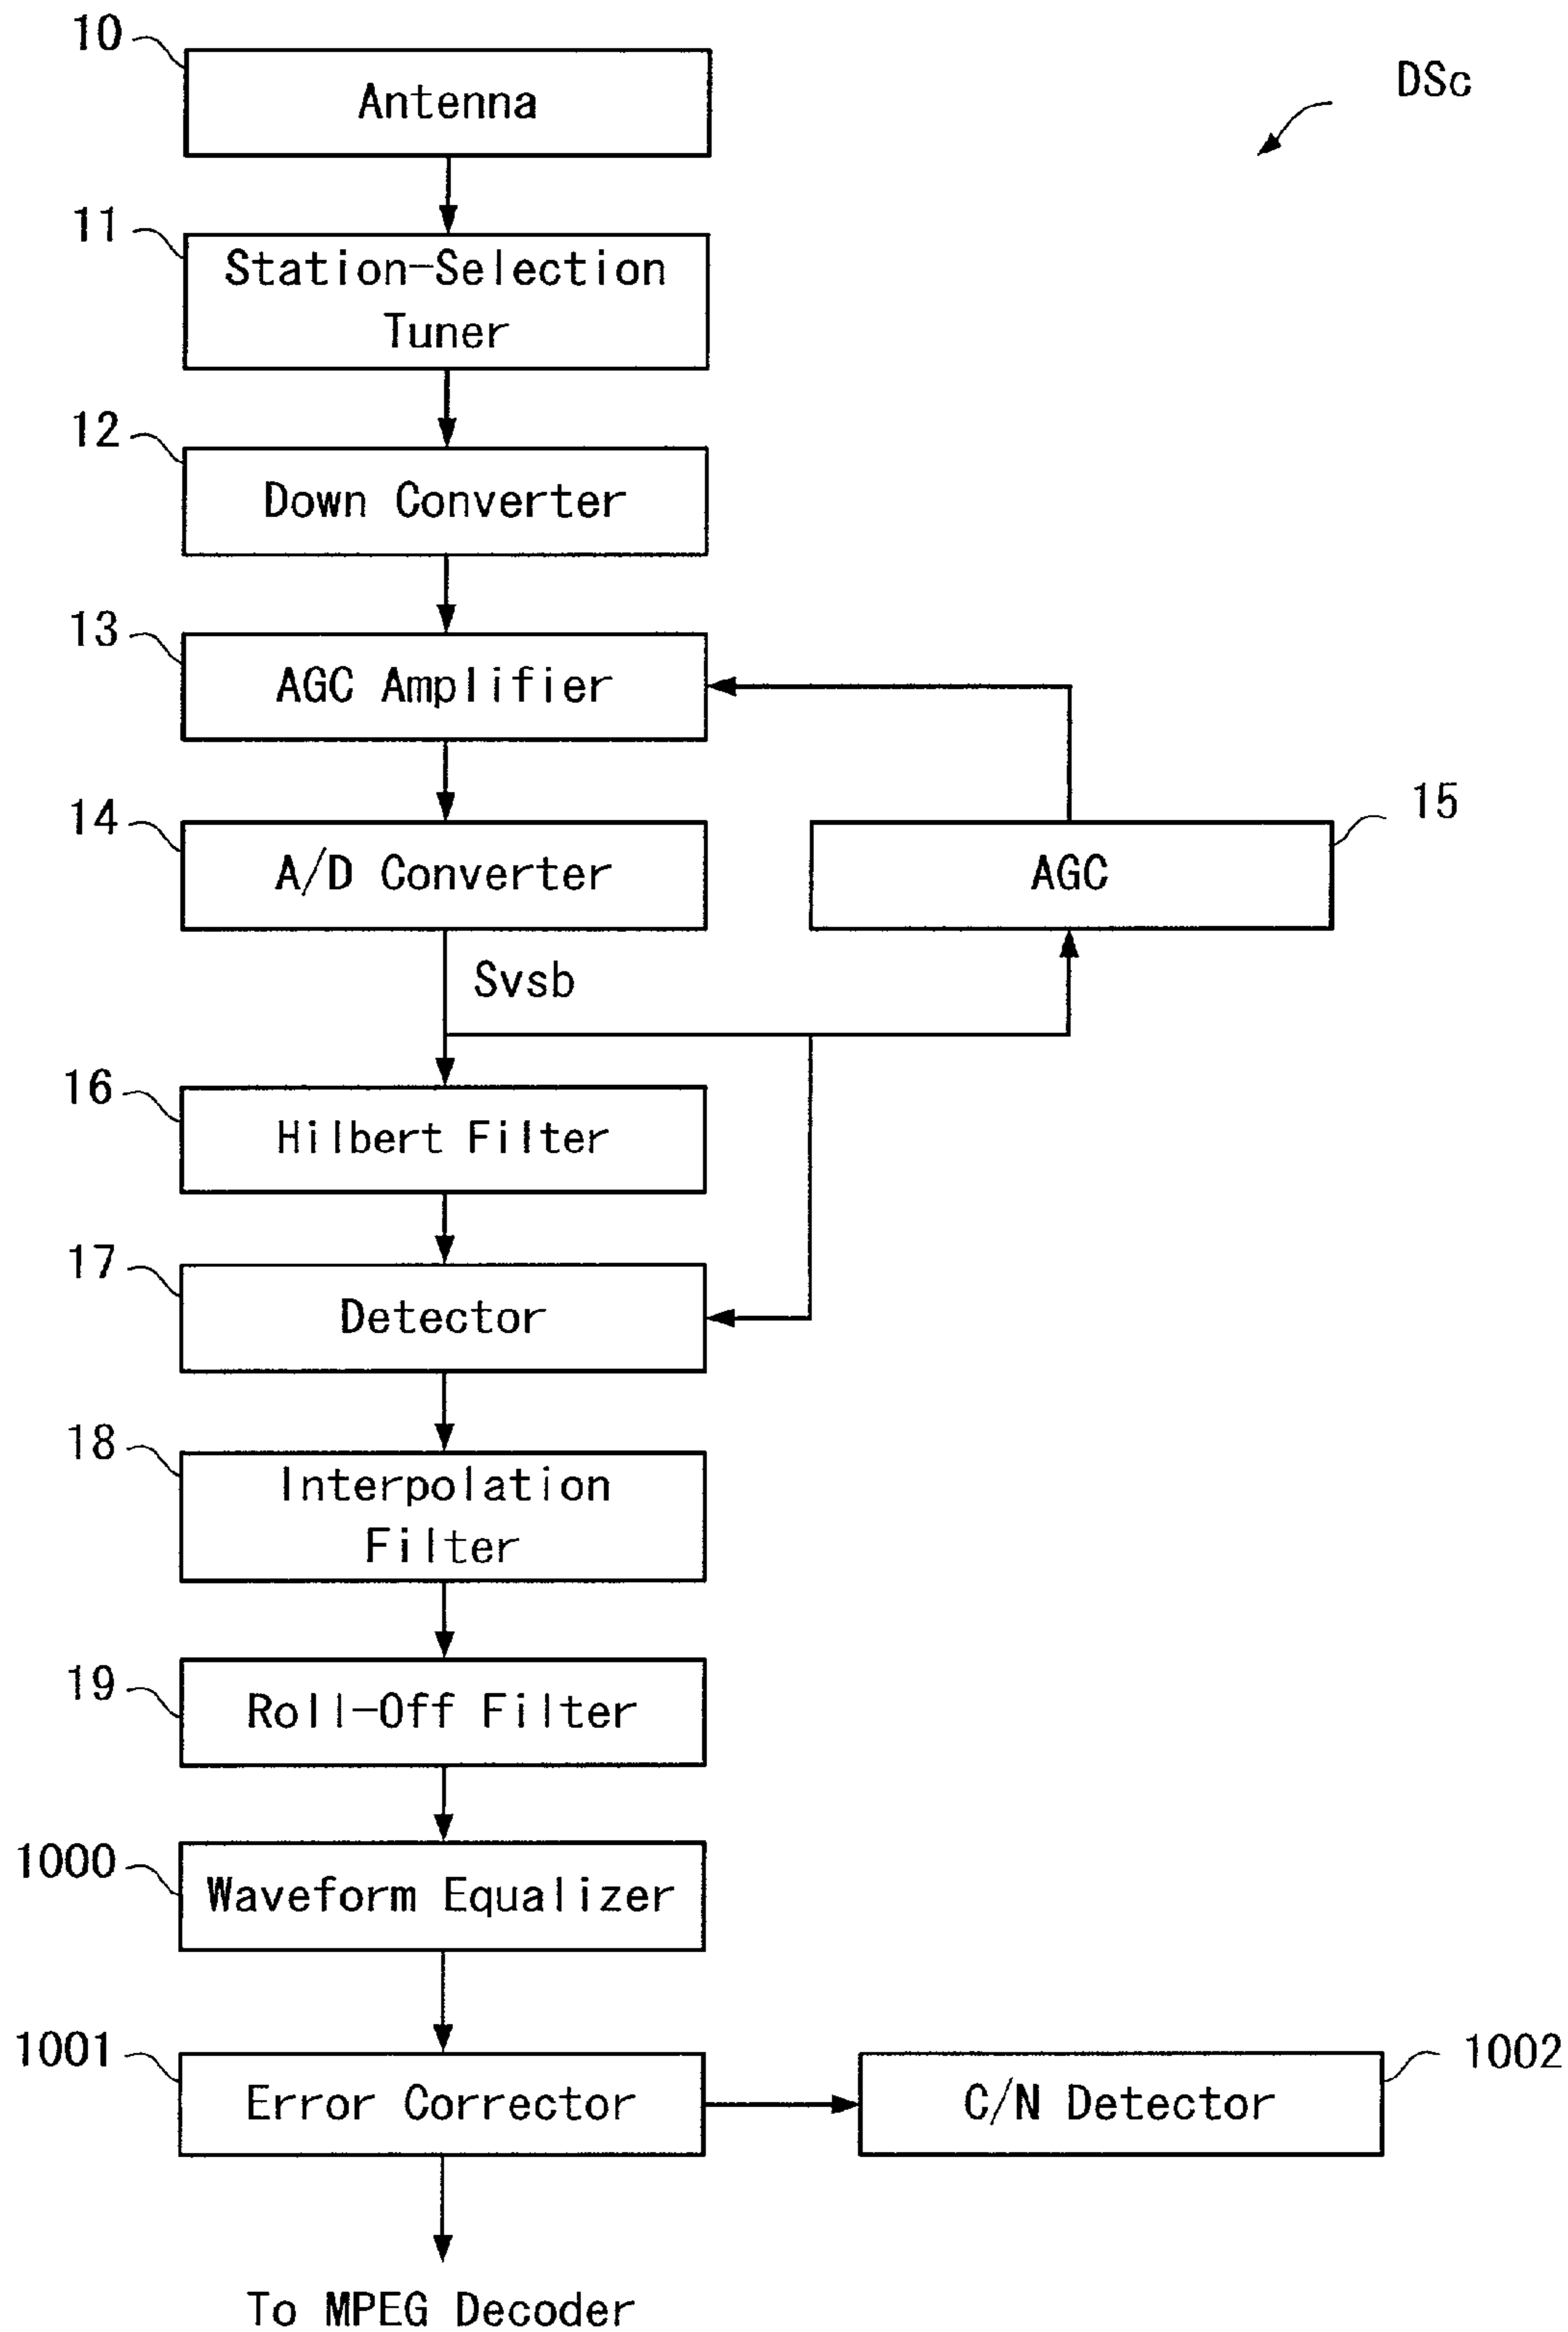 10
Antenna
DSc
11
Station-Selection
Tuner
12
Down Converter
13
AGC Amplifier
14
A/D Converter
15
AGC
Svsb
16
Hilbert Filter
17
Detector
18
Interpolation
Filter
19
Roll-Off Filter
1000
Waveform Equalizer
1001
Error Corrector
1002
C/N Detector
To MPEG Decoder